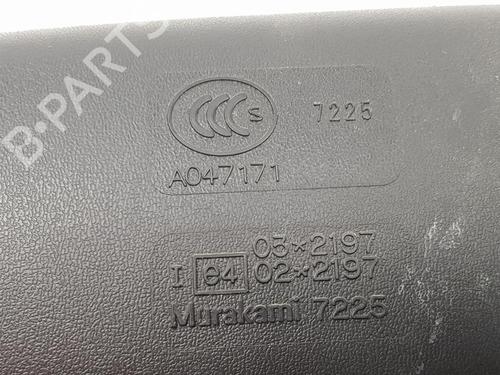 B-PARTS
CCC S 7225
A047171
03*2197
I e4 02*2197
Murakami 7225